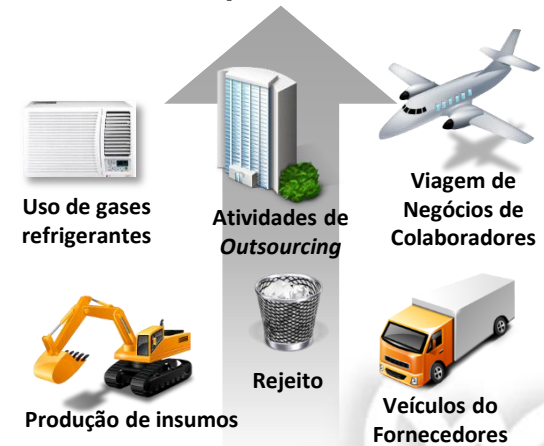 Uso de gases
refrigerantes
Atividades de
Outsourcing
Viagem de
Negócios de
Colaboradores
Produção de insumos
Rejeito
Veículos do
Fornecedores